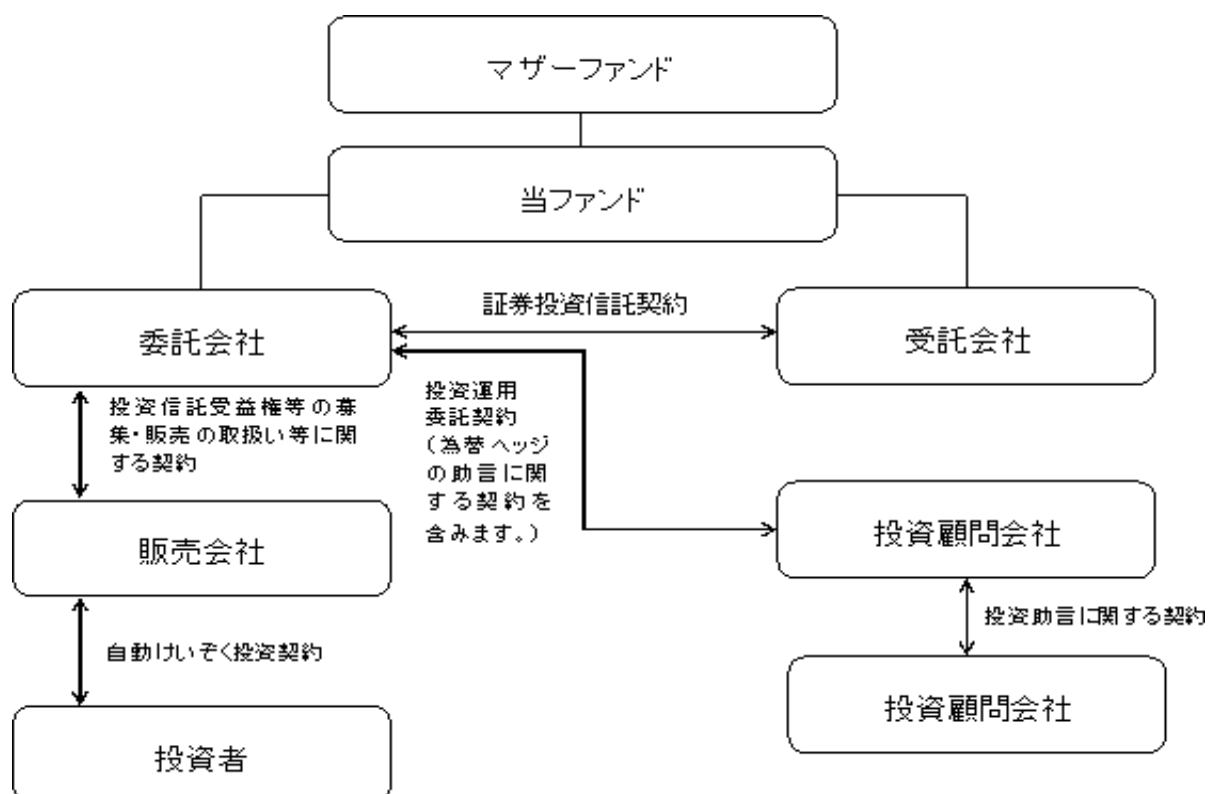 マザーファンド
当ファンド
証券投資信託契約
委託会社
受託会社
投資信託受益権等の募
集・販売の取扱い等に関
する契約
投資運用
委託契約
(為替ヘッジ
の助言に関
する契約を
含みます。)
販売会社
投資顧問会社
自動けいぞく投資契約
投資助言に関する契約
投資者
投資顧問会社